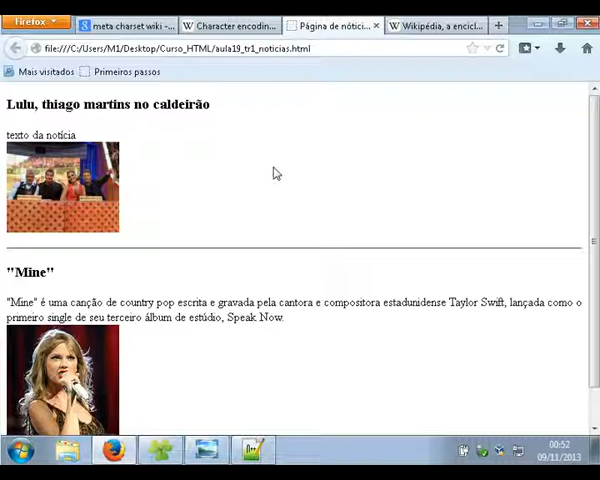 Firefox
meta charset wiki -...
Character encodin...
Página de nótici...
Wikipédia, a encicl...
file:///C:/Users/M1/Desktop/Curso_HTML/aula19_tr1_noticias.html
Mais visitados
Primeiros passos
Lulu, thiago martins no caldeirão
texto da notícia
"Mine"
"Mine" é uma canção de country pop escrita e gravada pela cantora e compositora estadunidense Taylor Swift, lançada como o
primeiro single de seu terceiro álbum de estúdio, Speak Now.
00:52
09/11/2013